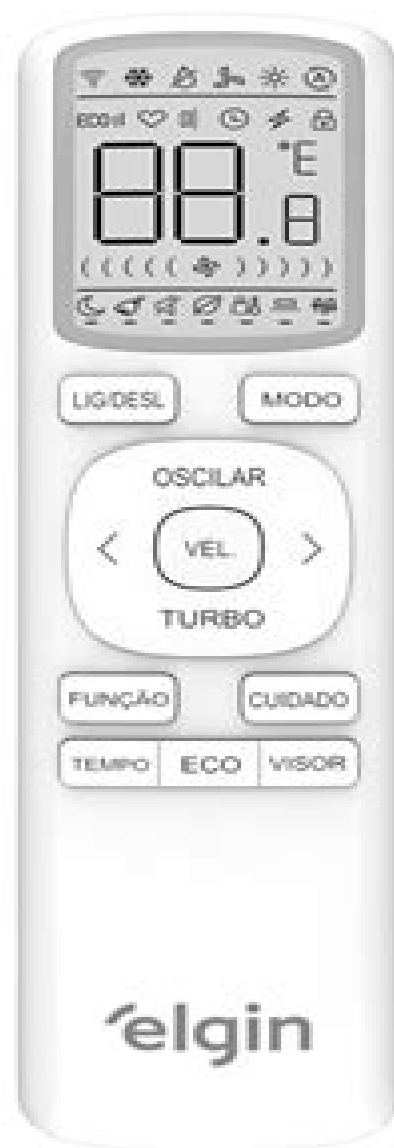 ECO
88.8 °E
LIG/DESL MODO
OSCILAR
< VEL. >
TURBO
FUNÇÃO CUIDADO
TEMPO ECO VISOR
elgin